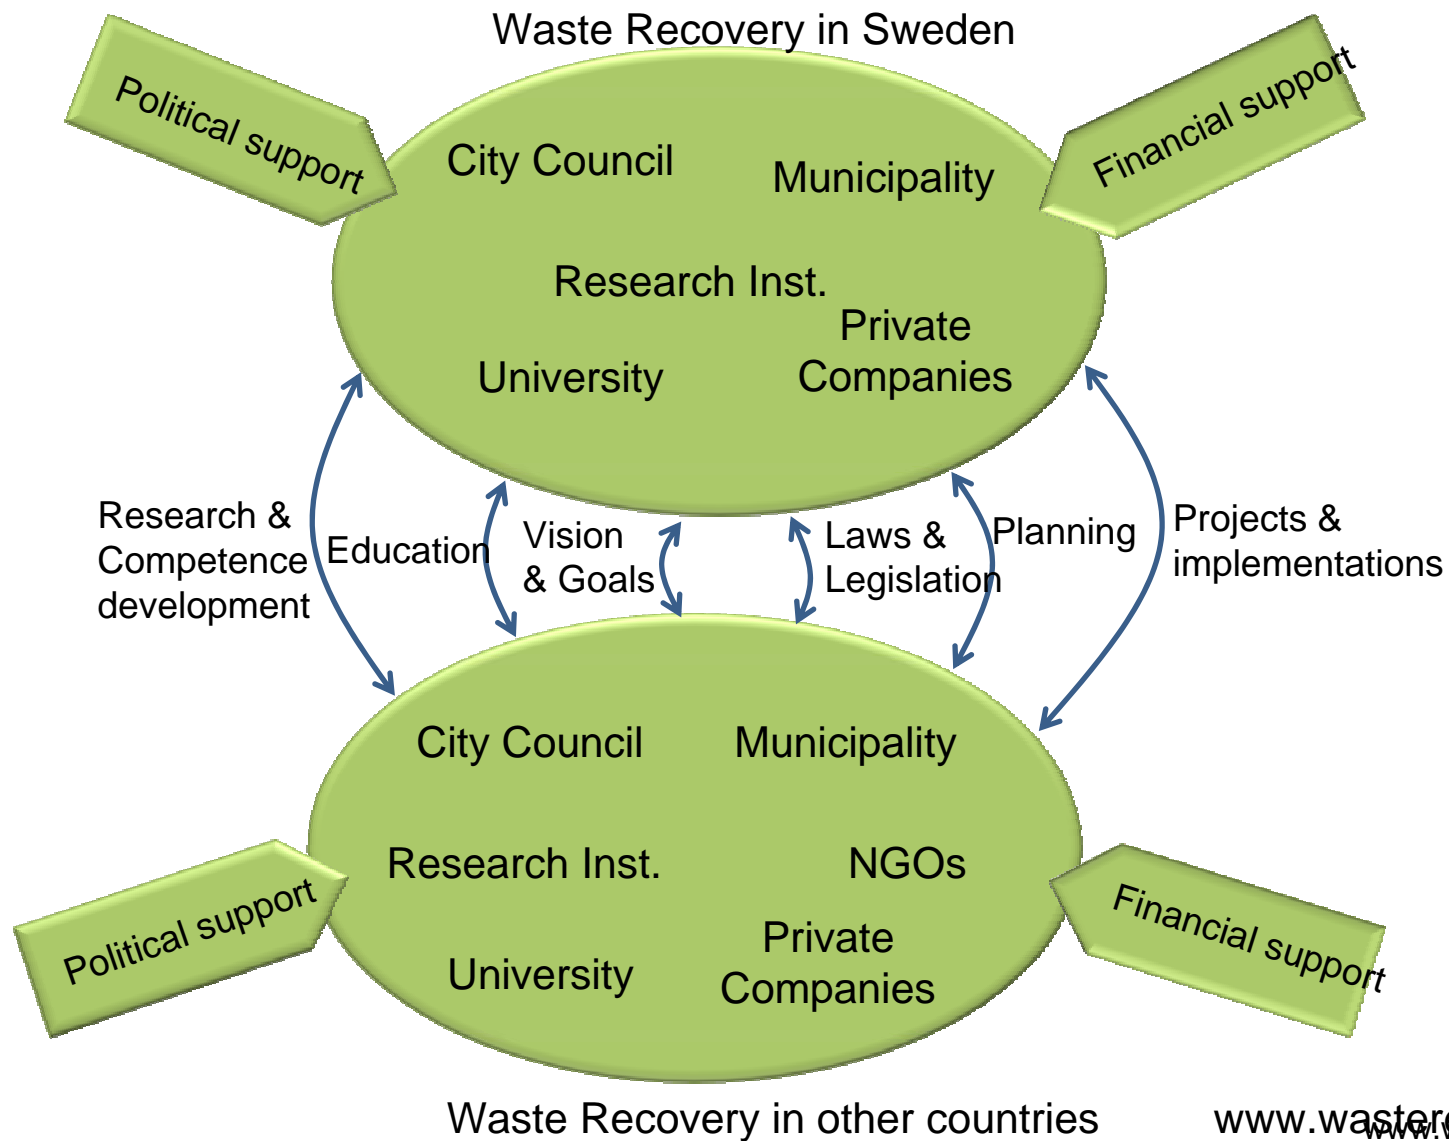 Waste Recovery in Sweden
Political support
Financial support
City Council
Municipality
Research Inst.
Private
Companies
University
Research &
Competence
development
Education
Vision
& Goals
Laws &
Legislation
Planning
Projects &
implementations
City Council
Municipality
Research Inst.
NGOs
Political support
Financial support
Private
Companies
University
Waste Recovery in other countries